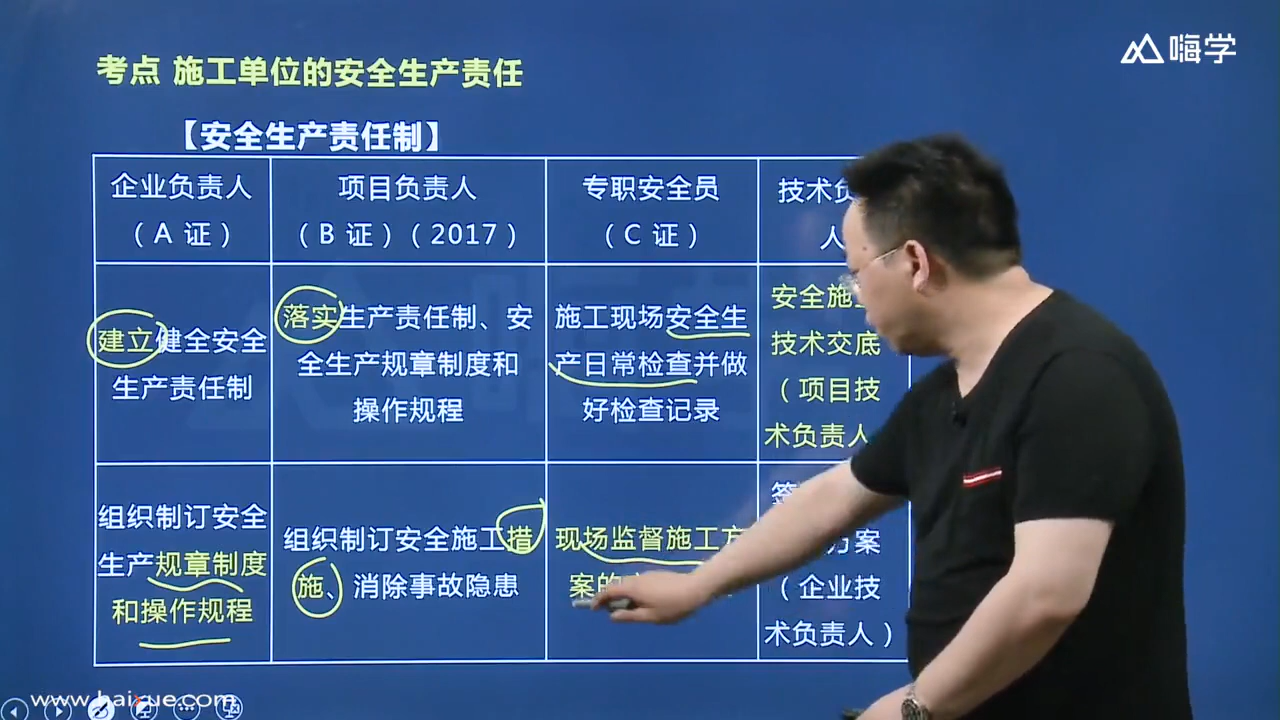 嗨学
考点 施工单位的安全生产责任
【安全生产责任制】
企业负责人
（A 证）
项目负责人
（B 证）（2017）
专职安全员
（C 证）
技术负
人
建立健全安全
生产责任制
落实生产责任制、安
全生产规章制度和
操作规程
施工现场安全生
产日常检查并做
好检查记录
安全施工
技术交底
（项目技
术负责人
组织制订安全
生产规章制度
和操作规程
组织制订安全施工措
施、消除事故隐患
现场监督施工方
案的
方案
（企业技
术负责人）
www.haixue.com